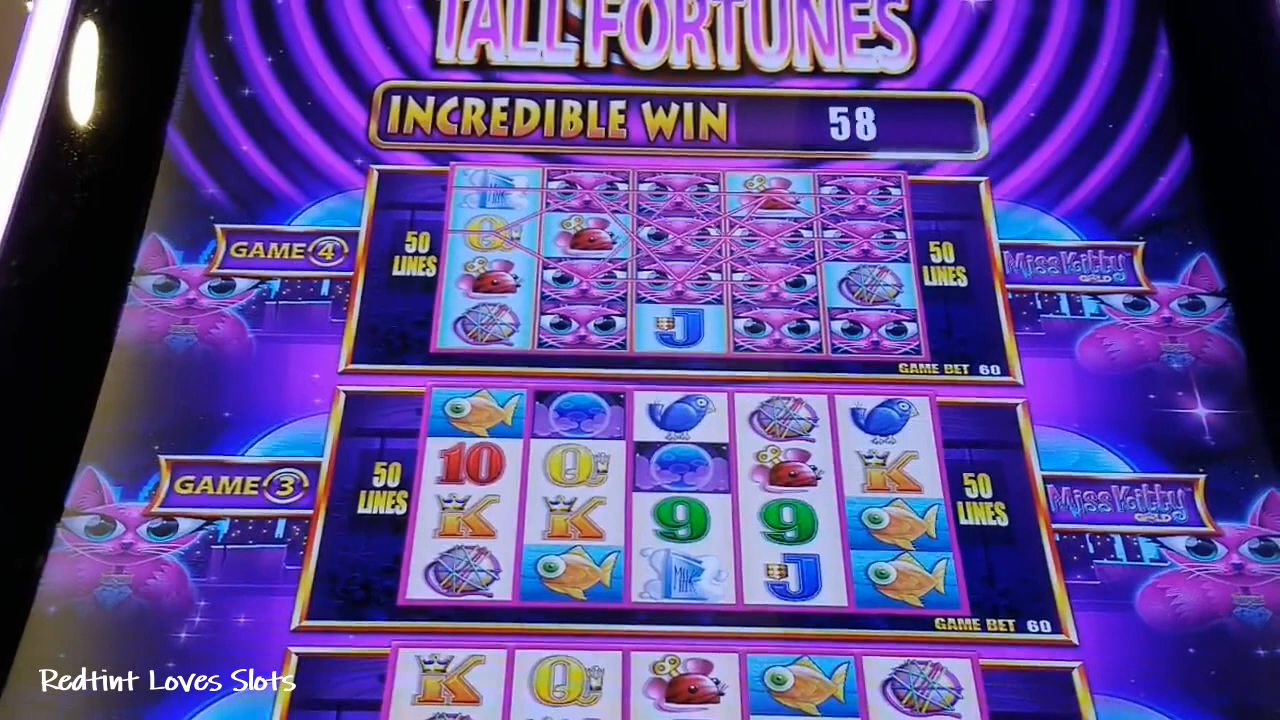 TALL FORTUNES
INCREDIBLE WIN 58
GAME 4
50 LINES
50 LINES
Miss Kitty GOLD
Q
J
GAME BET 60
GAME 3
50 LINES
50 LINES
Miss Kitty GOLD
10 Q K
K K 9 9
MILK J
GAME BET 60
K Q
Redtint Loves Slots